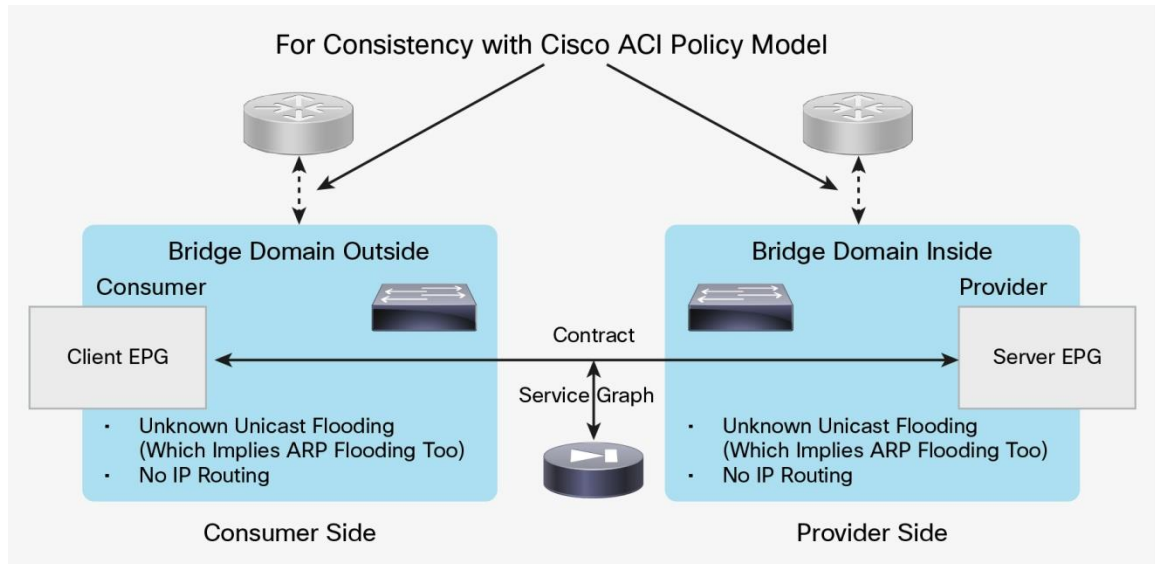 For Consistency with Cisco ACI Policy Model
Bridge Domain Outside
Consumer
Client EPG
· Unknown Unicast Flooding
(Which Implies ARP Flooding Too)
· No IP Routing
Consumer Side
Contract
Service Graph
Bridge Domain Inside
Provider
Server EPG
· Unknown Unicast Flooding
(Which Implies ARP Flooding Too)
· No IP Routing
Provider Side